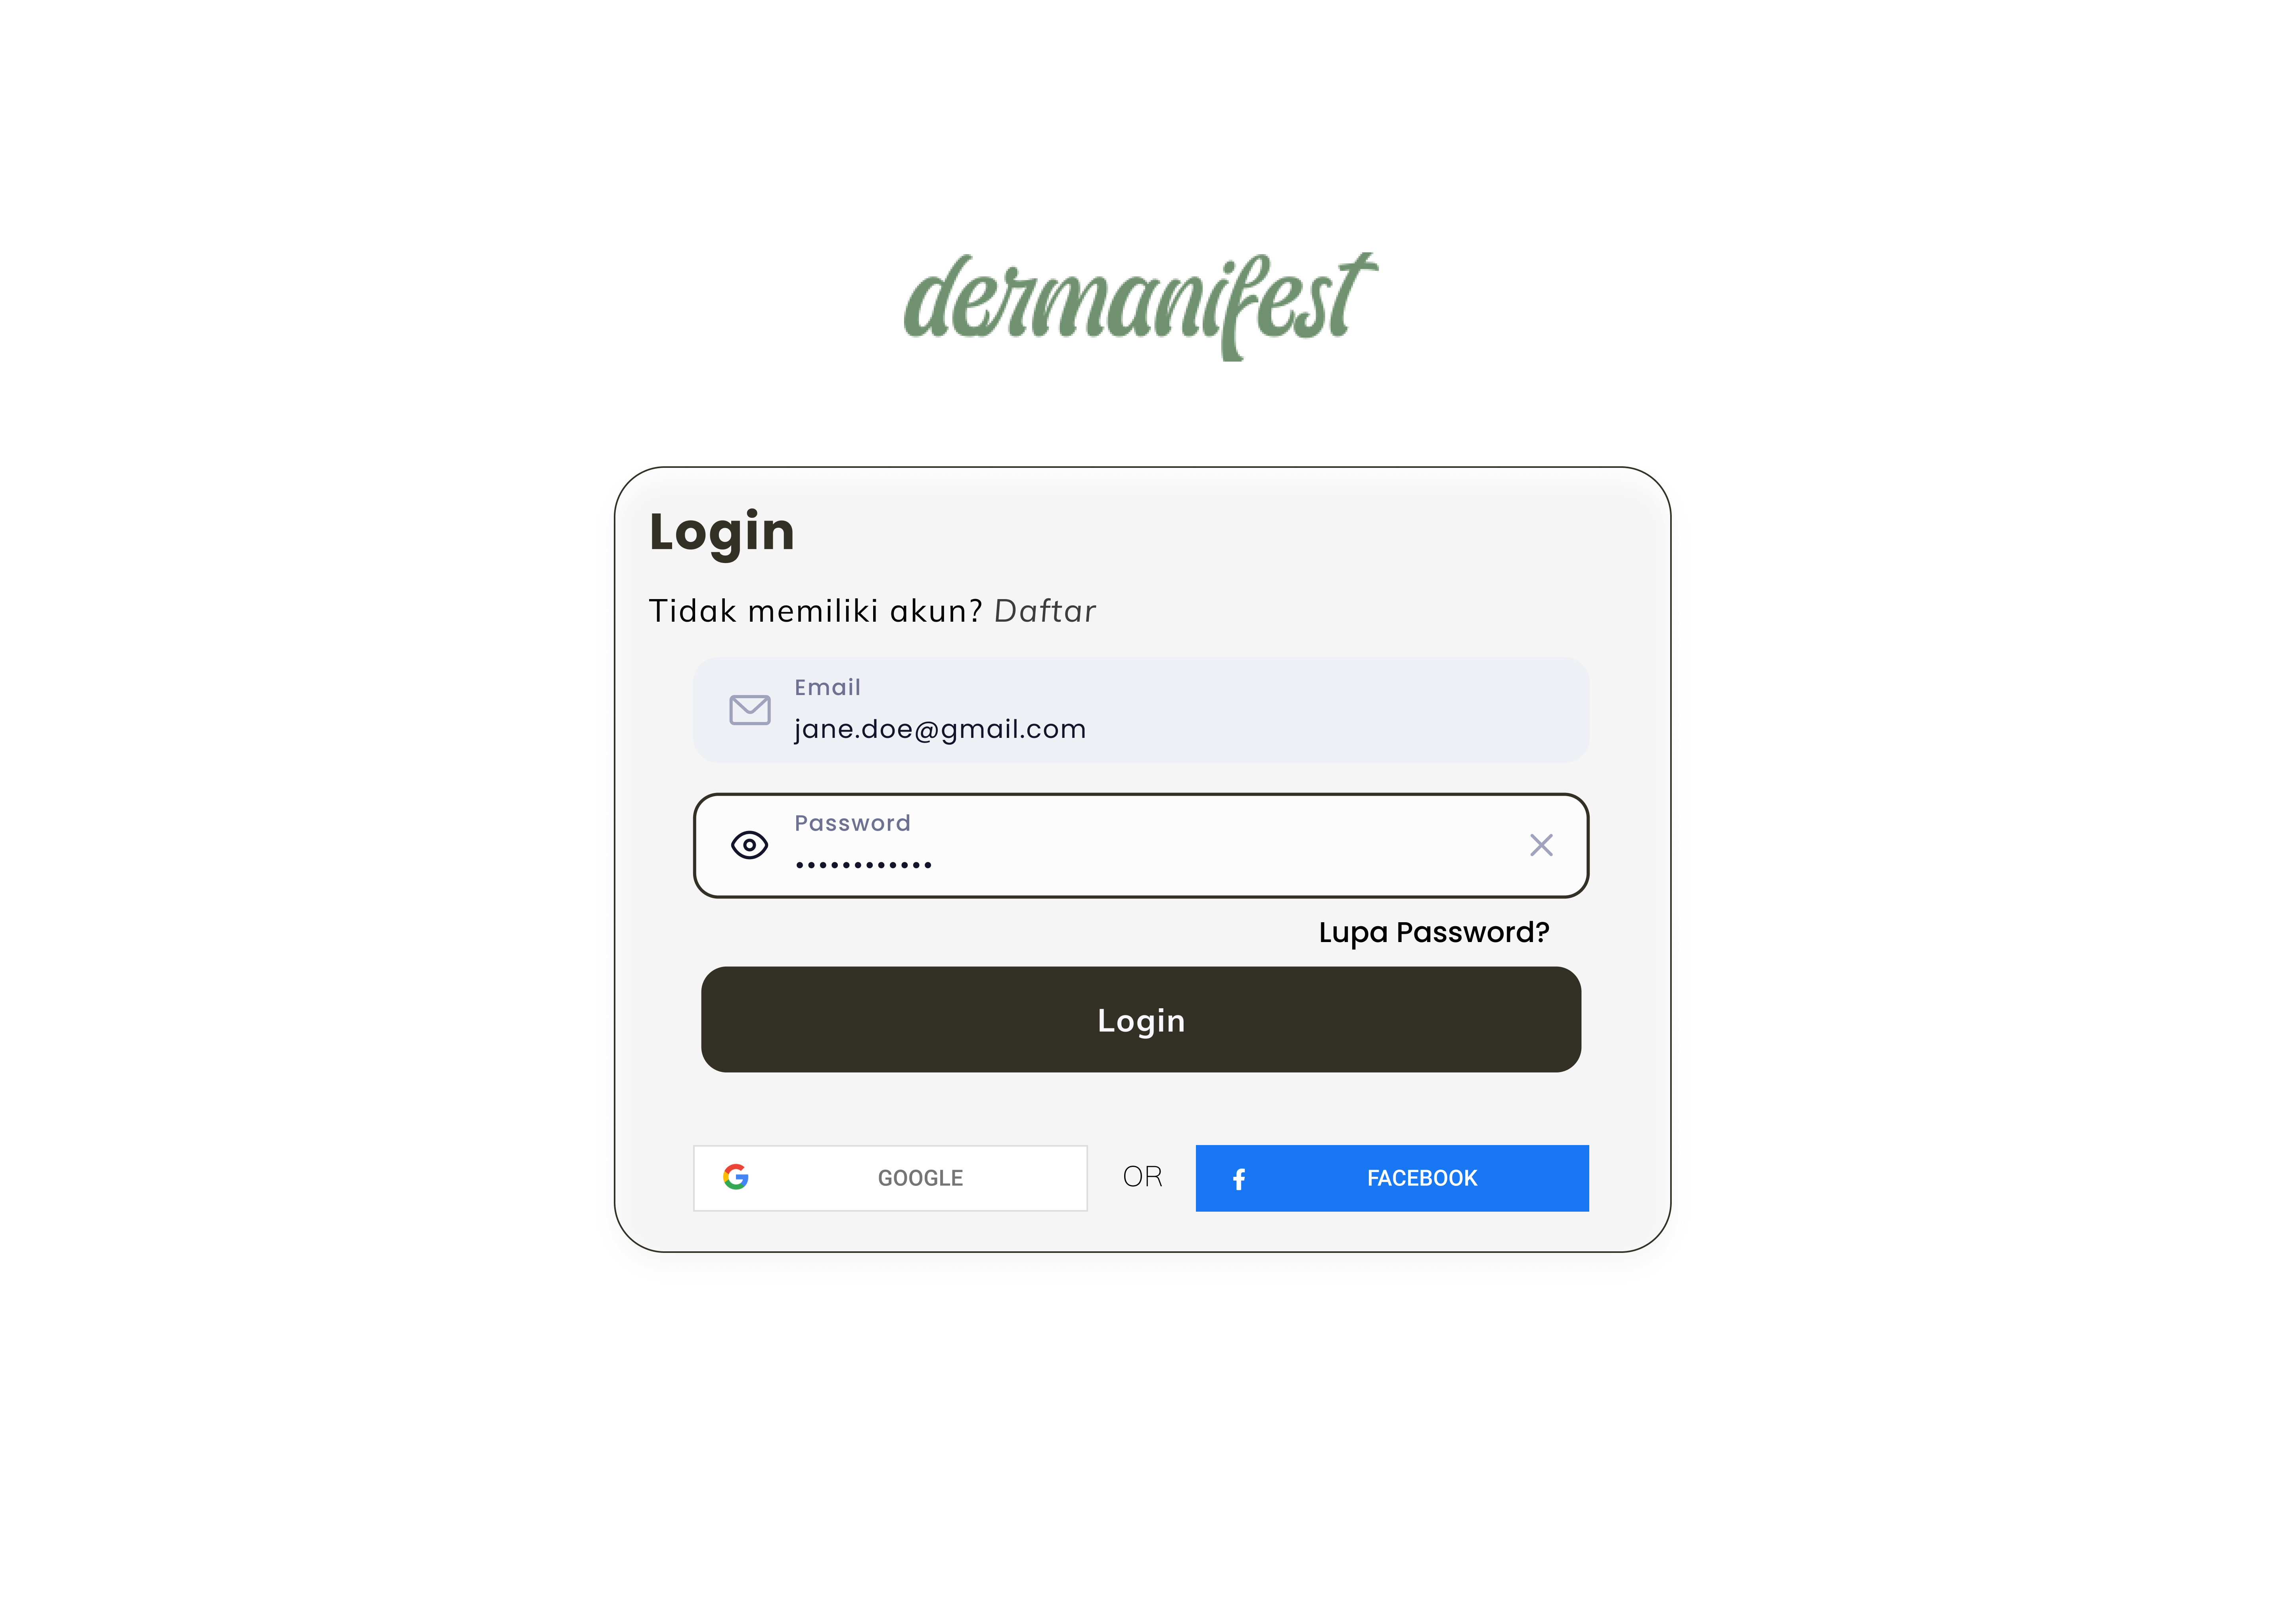 dermanifest
Login
Tidak memiliki akun? Daftar
Email
jane.doe@gmail.com
Password
••••••••••••
Lupa Password?
Login
GOOGLE
OR
FACEBOOK